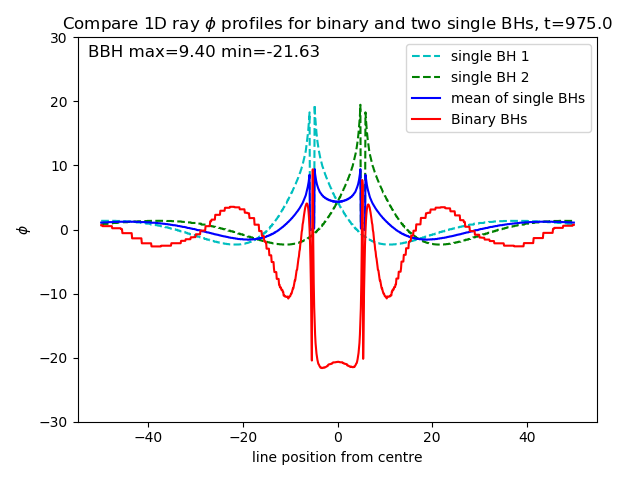 Compare 1D ray ϕ profiles for binary and two single BHs, t=975.0
BBH max=9.40 min=-21.63
single BH 1
single BH 2
mean of single BHs
Binary BHs
30
20
10
0
−10
−20
−30
ϕ
−40
−20
0
20
40
line position from centre